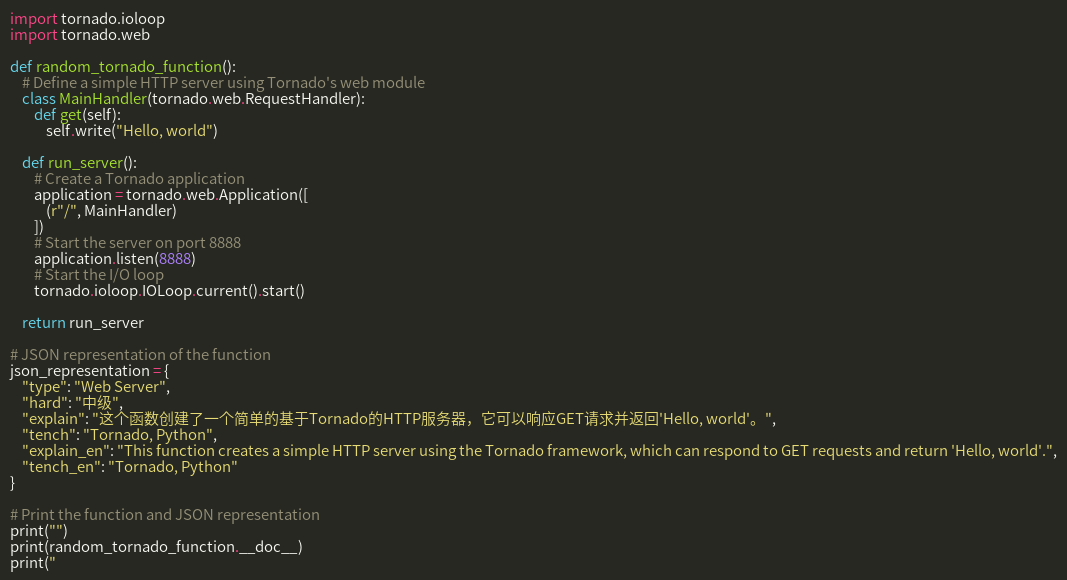 import tornado.ioloop
import tornado.web

def random_tornado_function():
    # Define a simple HTTP server using Tornado's web module
    class MainHandler(tornado.web.RequestHandler):
        def get(self):
            self.write("Hello, world")

    def run_server():
        # Create a Tornado application
        application = tornado.web.Application([
            (r"/", MainHandler)
        ])
        # Start the server on port 8888
        application.listen(8888)
        # Start the I/O loop
        tornado.ioloop.IOLoop.current().start()

    return run_server

# JSON representation of the function
json_representation = {
    "type": "Web Server",
    "hard": "中级",
    "explain": "这个函数创建了一个简单的基于Tornado的HTTP服务器，它可以响应GET请求并返回'Hello, world'。",
    "tench": "Tornado, Python",
    "explain_en": "This function creates a simple HTTP server using the Tornado framework, which can respond to GET requests and return 'Hello, world'.",
    "tench_en": "Tornado, Python"
}

# Print the function and JSON representation
print("")
print(random_tornado_function.__doc__)
print("